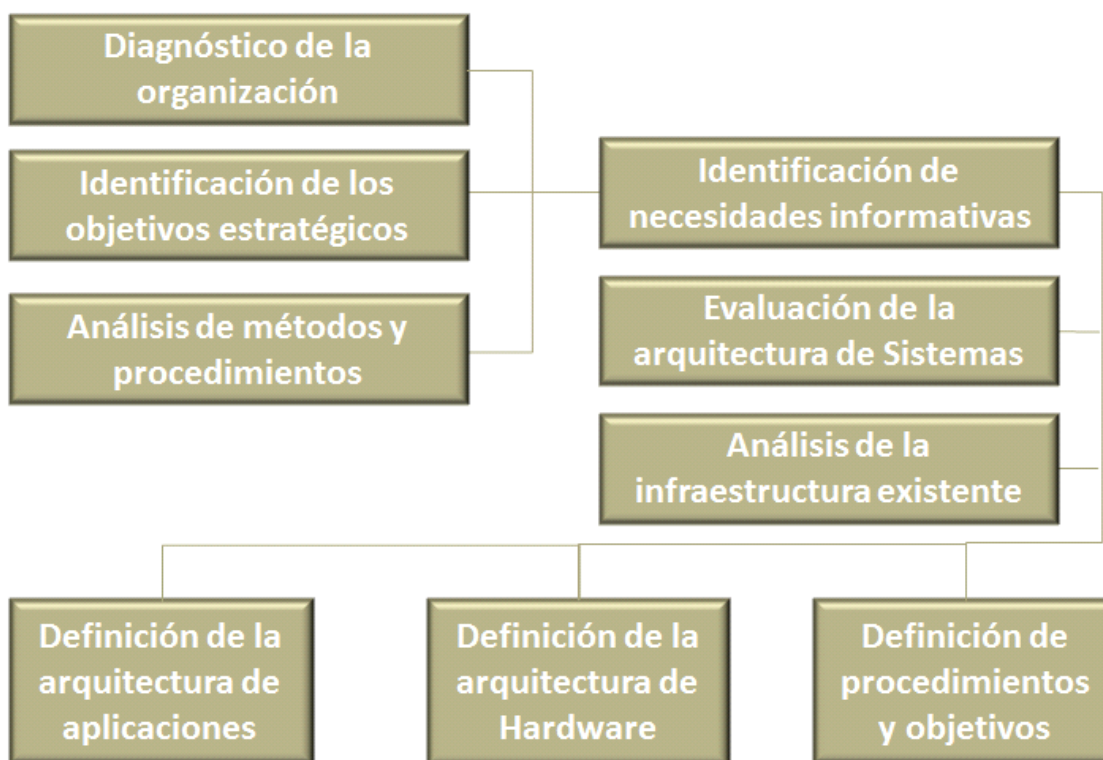 Diagnóstico de la
organización
Identificación de los
objetivos estratégicos
Análisis de métodos y
procedimientos
Identificación de
necesidades informativas
Evaluación de la
arquitectura de Sistemas
Análisis de la
infraestructura existente
Definición de la
arquitectura de
aplicaciones
Definición de la
arquitectura de
Hardware
Definición de
procedimientos
y objetivos